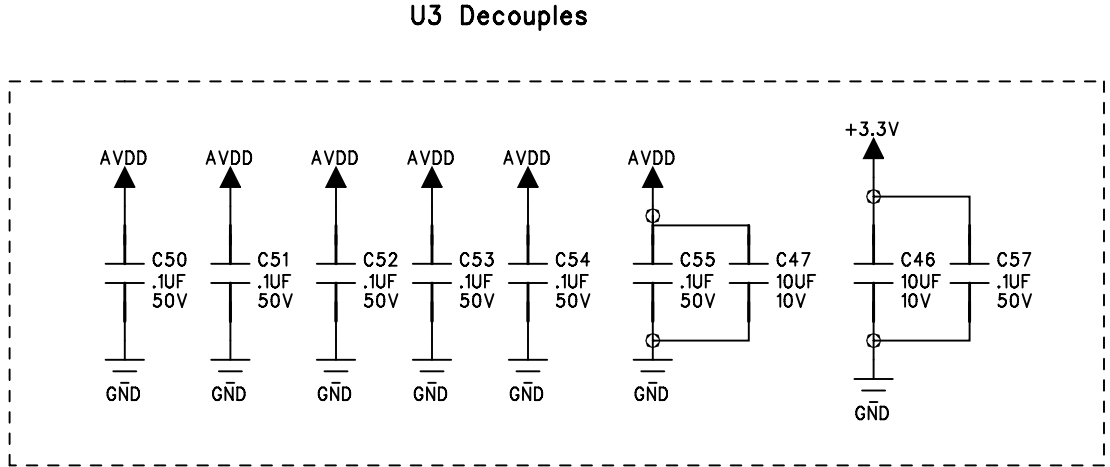 U3 Decouples
+3.3V
AVDD AVDD AVDD AVDD AVDD AVDD
C50 C51 C52 C53 C54 C55 C47 C46 C57
.1UF .1UF .1UF .1UF .1UF .1UF 10UF 10UF .1UF
50V 50V 50V 50V 50V 50V 10V 10V 50V
GND GND GND GND GND GND
GND